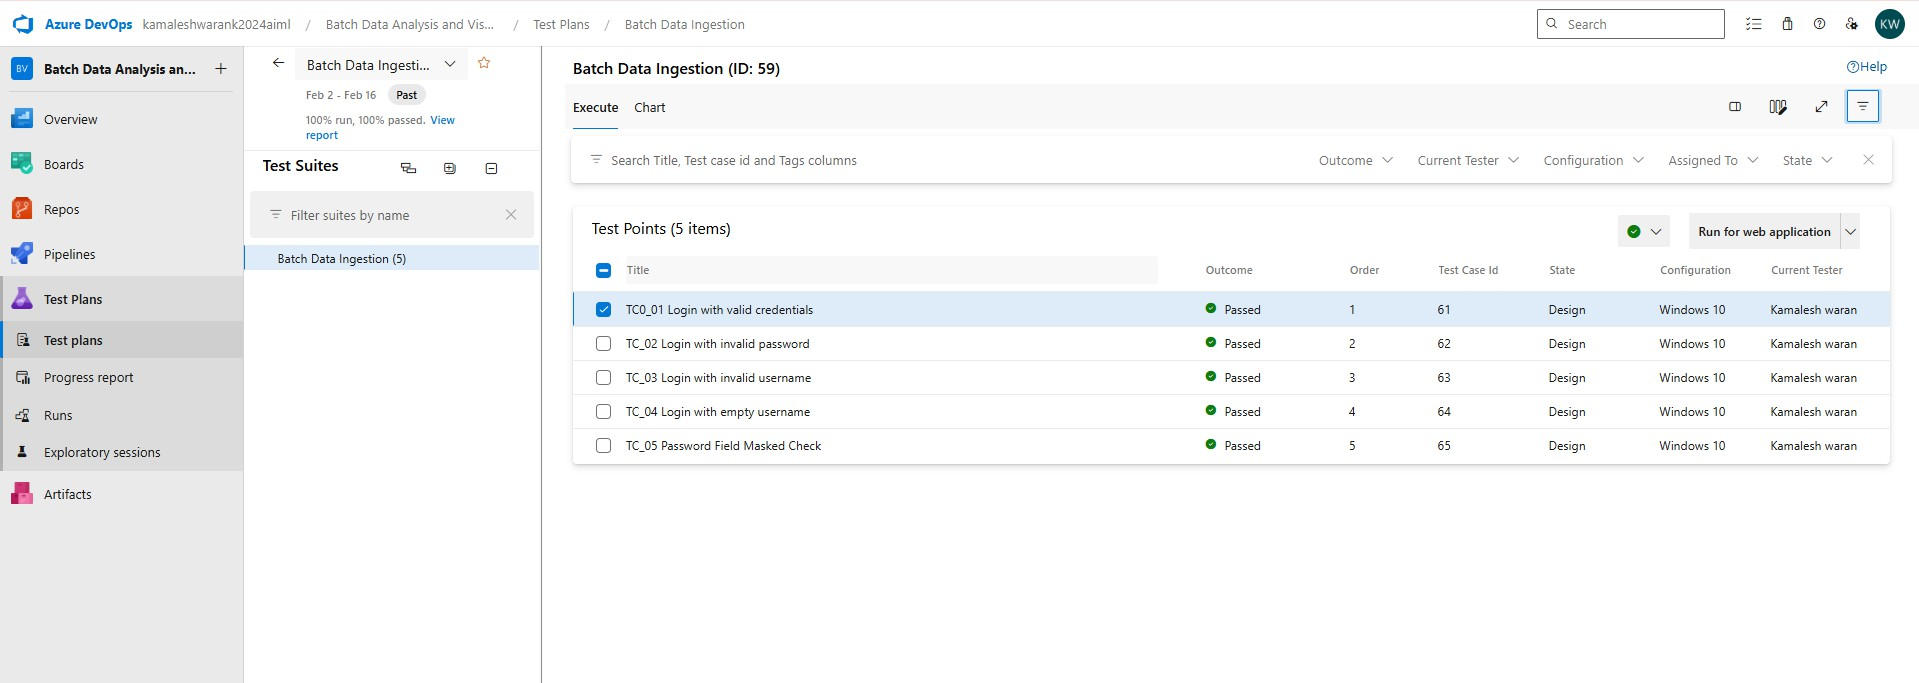 Azure DevOps kamaleshwarank2024aiml / Batch Data Analysis and Vis... / Test Plans / Batch Data Ingestion
Search
KW
BV Batch Data Analysis an...
Overview
Boards
Repos
Pipelines
Test Plans
Test plans
Progress report
Runs
Exploratory sessions
Artifacts
Batch Data Ingesti...
Feb 2 - Feb 16 Past
100% run, 100% passed. View
report
Test Suites
Filter suites by name
Batch Data Ingestion (5)
Batch Data Ingestion (ID: 59)
Help
Execute Chart
Search Title, Test case id and Tags columns Outcome Current Tester Configuration Assigned To State
Test Points (5 items)
Run for web application
Title Outcome Order Test Case Id State Configuration Current Tester
TC0_01 Login with valid credentials Passed 1 61 Design Windows 10 Kamalesh waran
TC_02 Login with invalid password Passed 2 62 Design Windows 10 Kamalesh waran
TC_03 Login with invalid username Passed 3 63 Design Windows 10 Kamalesh waran
TC_04 Login with empty username Passed 4 64 Design Windows 10 Kamalesh waran
TC_05 Password Field Masked Check Passed 5 65 Design Windows 10 Kamalesh waran